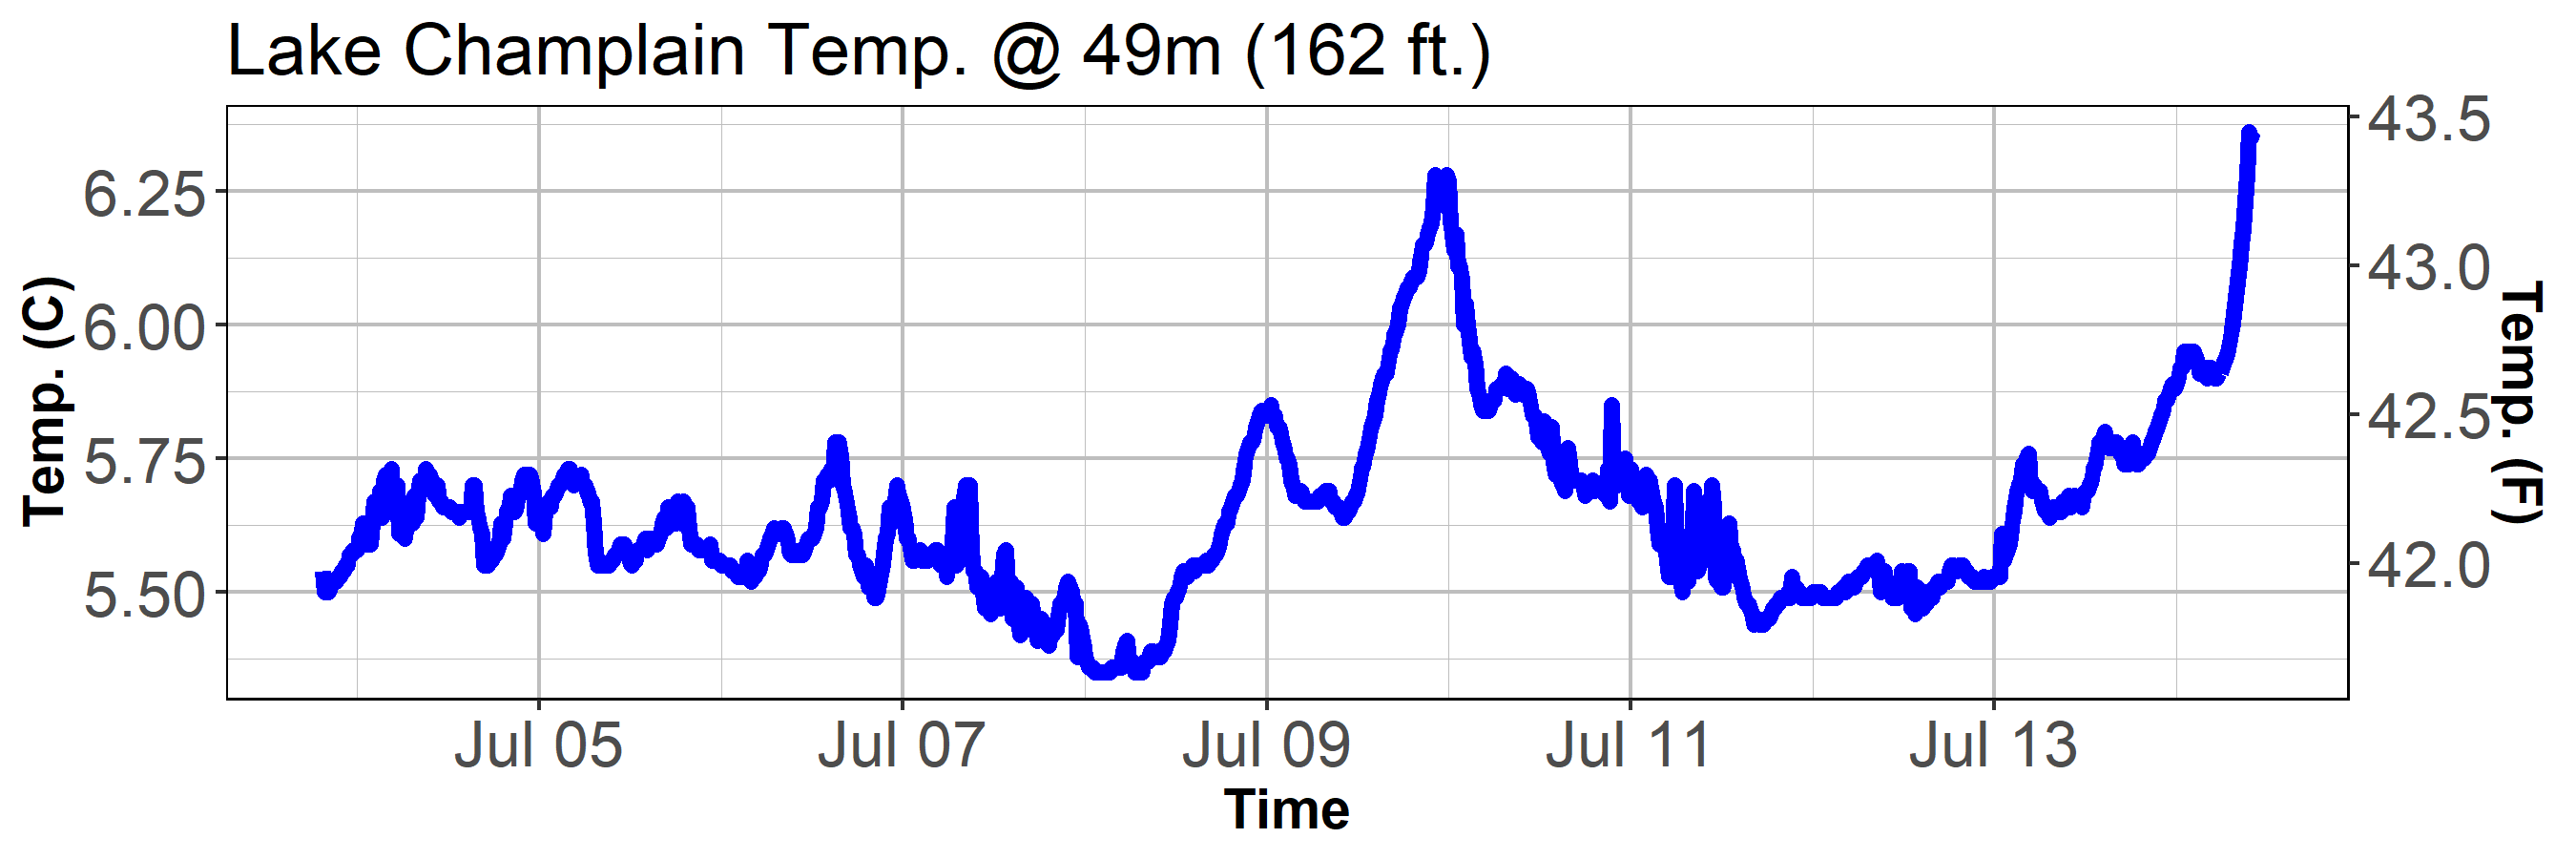 Lake Champlain Temp. @ 49m (162 ft.)
Temp. (C)
6.25
6.00
5.75
5.50
43.5
43.0
42.5
42.0
Temp. (F)
Jul 05 Jul 07 Jul 09 Jul 11 Jul 13
Time